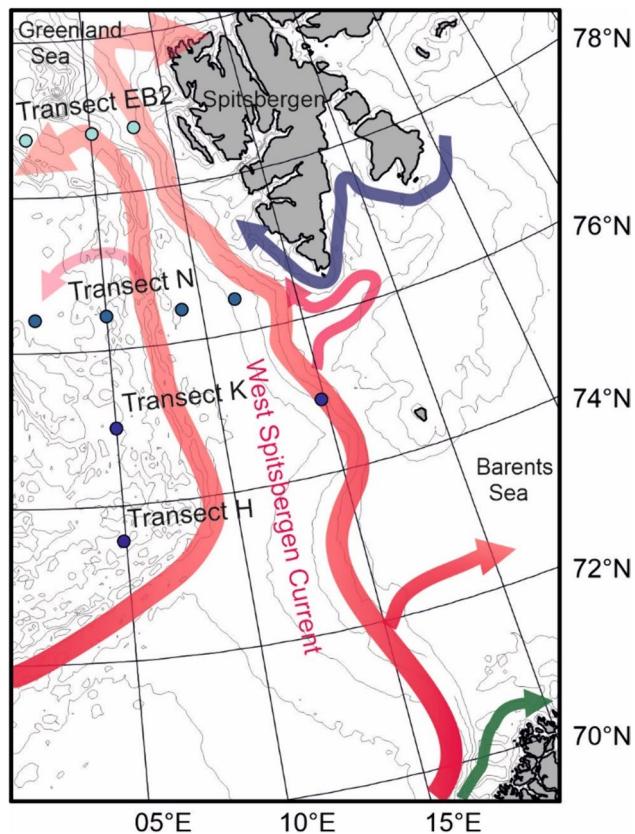 Greenland
Sea
78°N
Transect EB2
Spitsbergen
76°N
Transect N
74°N
Transect K
West Spitsbergen Current
Barents
Sea
Transect H
72°N
70°N
05°E
10°E
15°E